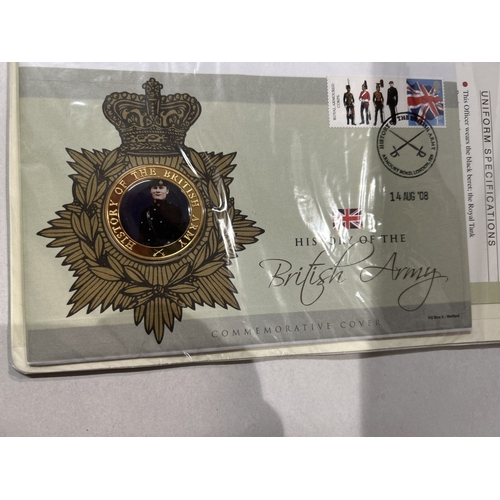 HISTORY OF THE BRITISH ARMY
14 AUG '08
HISTORY OF THE
British Army
COMMEMORATIVE COVER
UNIFORM SPECIFICATIONS
• This Officer wears the black beret: the Royal Tank